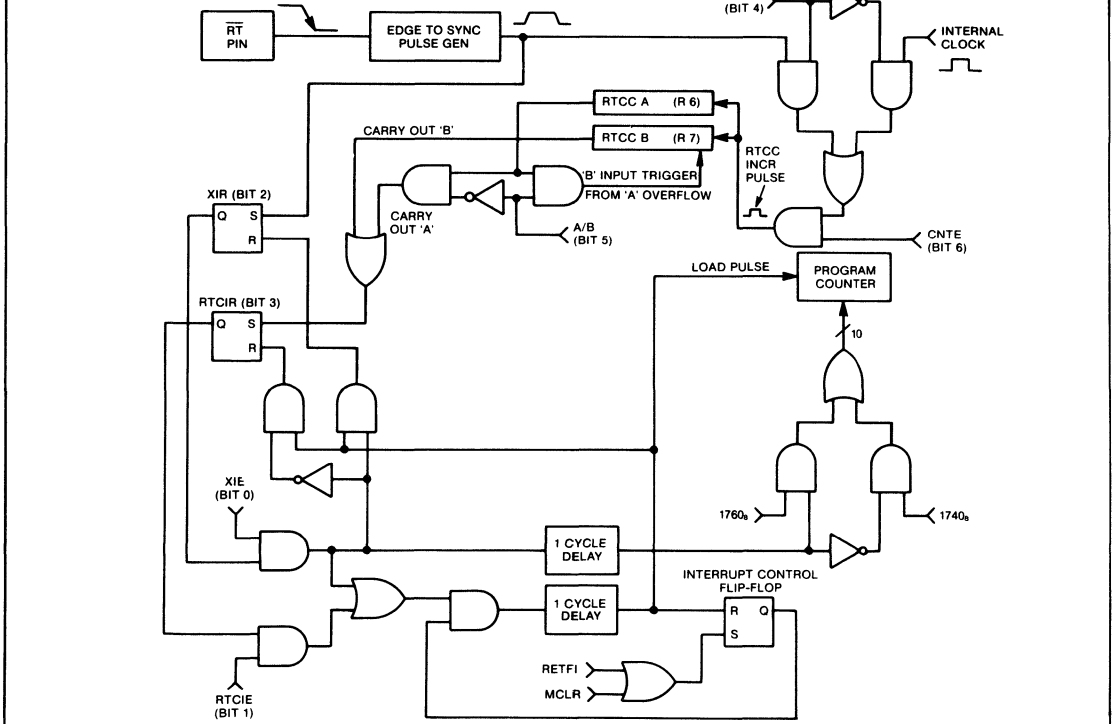 (BIT 4)
RT
PIN
EDGE TO SYNC
PULSE GEN
INTERNAL
CLOCK
RTCC A (R 6)
CARRY OUT 'B'
RTCC B (R 7)
RTCC
INCR
PULSE
'B' INPUT TRIGGER
FROM 'A' OVERFLOW
XIR (BIT 2)
Q S
R
CARRY
OUT 'A'
A/B
(BIT 5)
CNTE
(BIT 6)
LOAD PULSE
PROGRAM
COUNTER
RTCIR (BIT 3)
Q S
R
10
XIE
(BIT 0)
1760₈
1740₈
1 CYCLE
DELAY
INTERRUPT CONTROL
FLIP-FLOP
1 CYCLE
DELAY
R Q
S
RETFI
MCLR
RTCIE
(BIT 1)